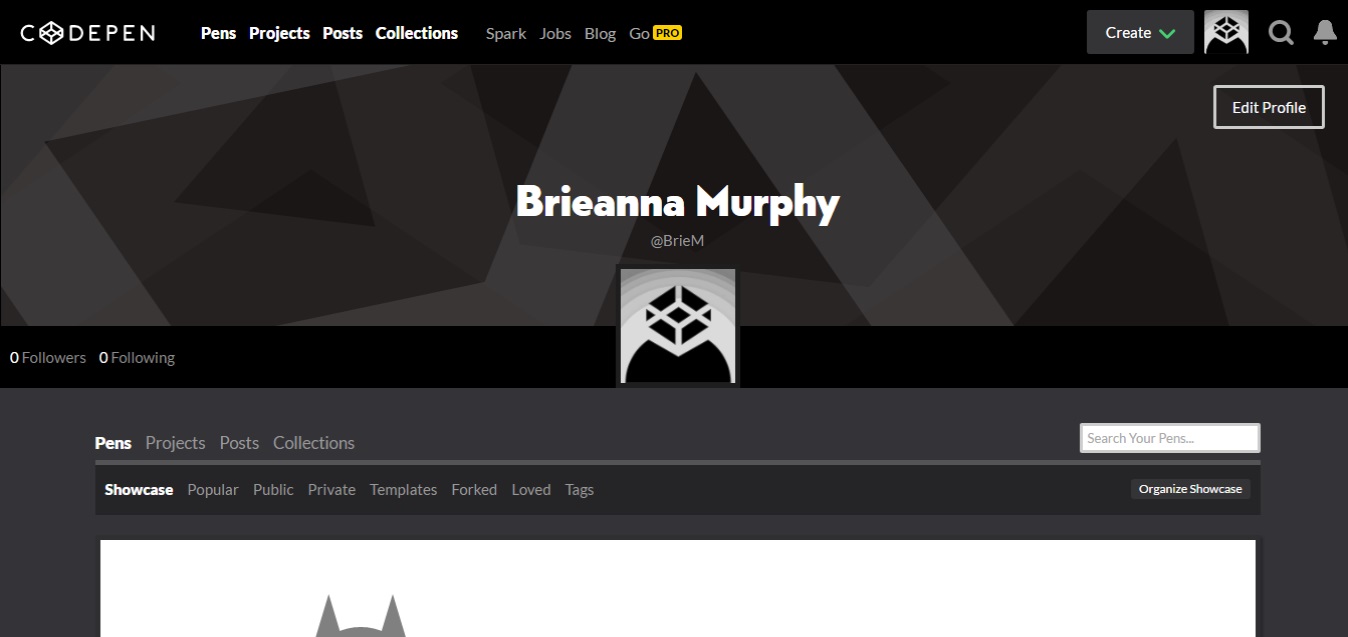 CODEPEN Pens Projects Posts Collections Spark Jobs Blog Go PRO Create
Edit Profile
Brieanna Murphy
@BrieM
0 Followers 0 Following
Pens Projects Posts Collections Search Your Pens...
Showcase Popular Public Private Templates Forked Loved Tags Organize Showcase